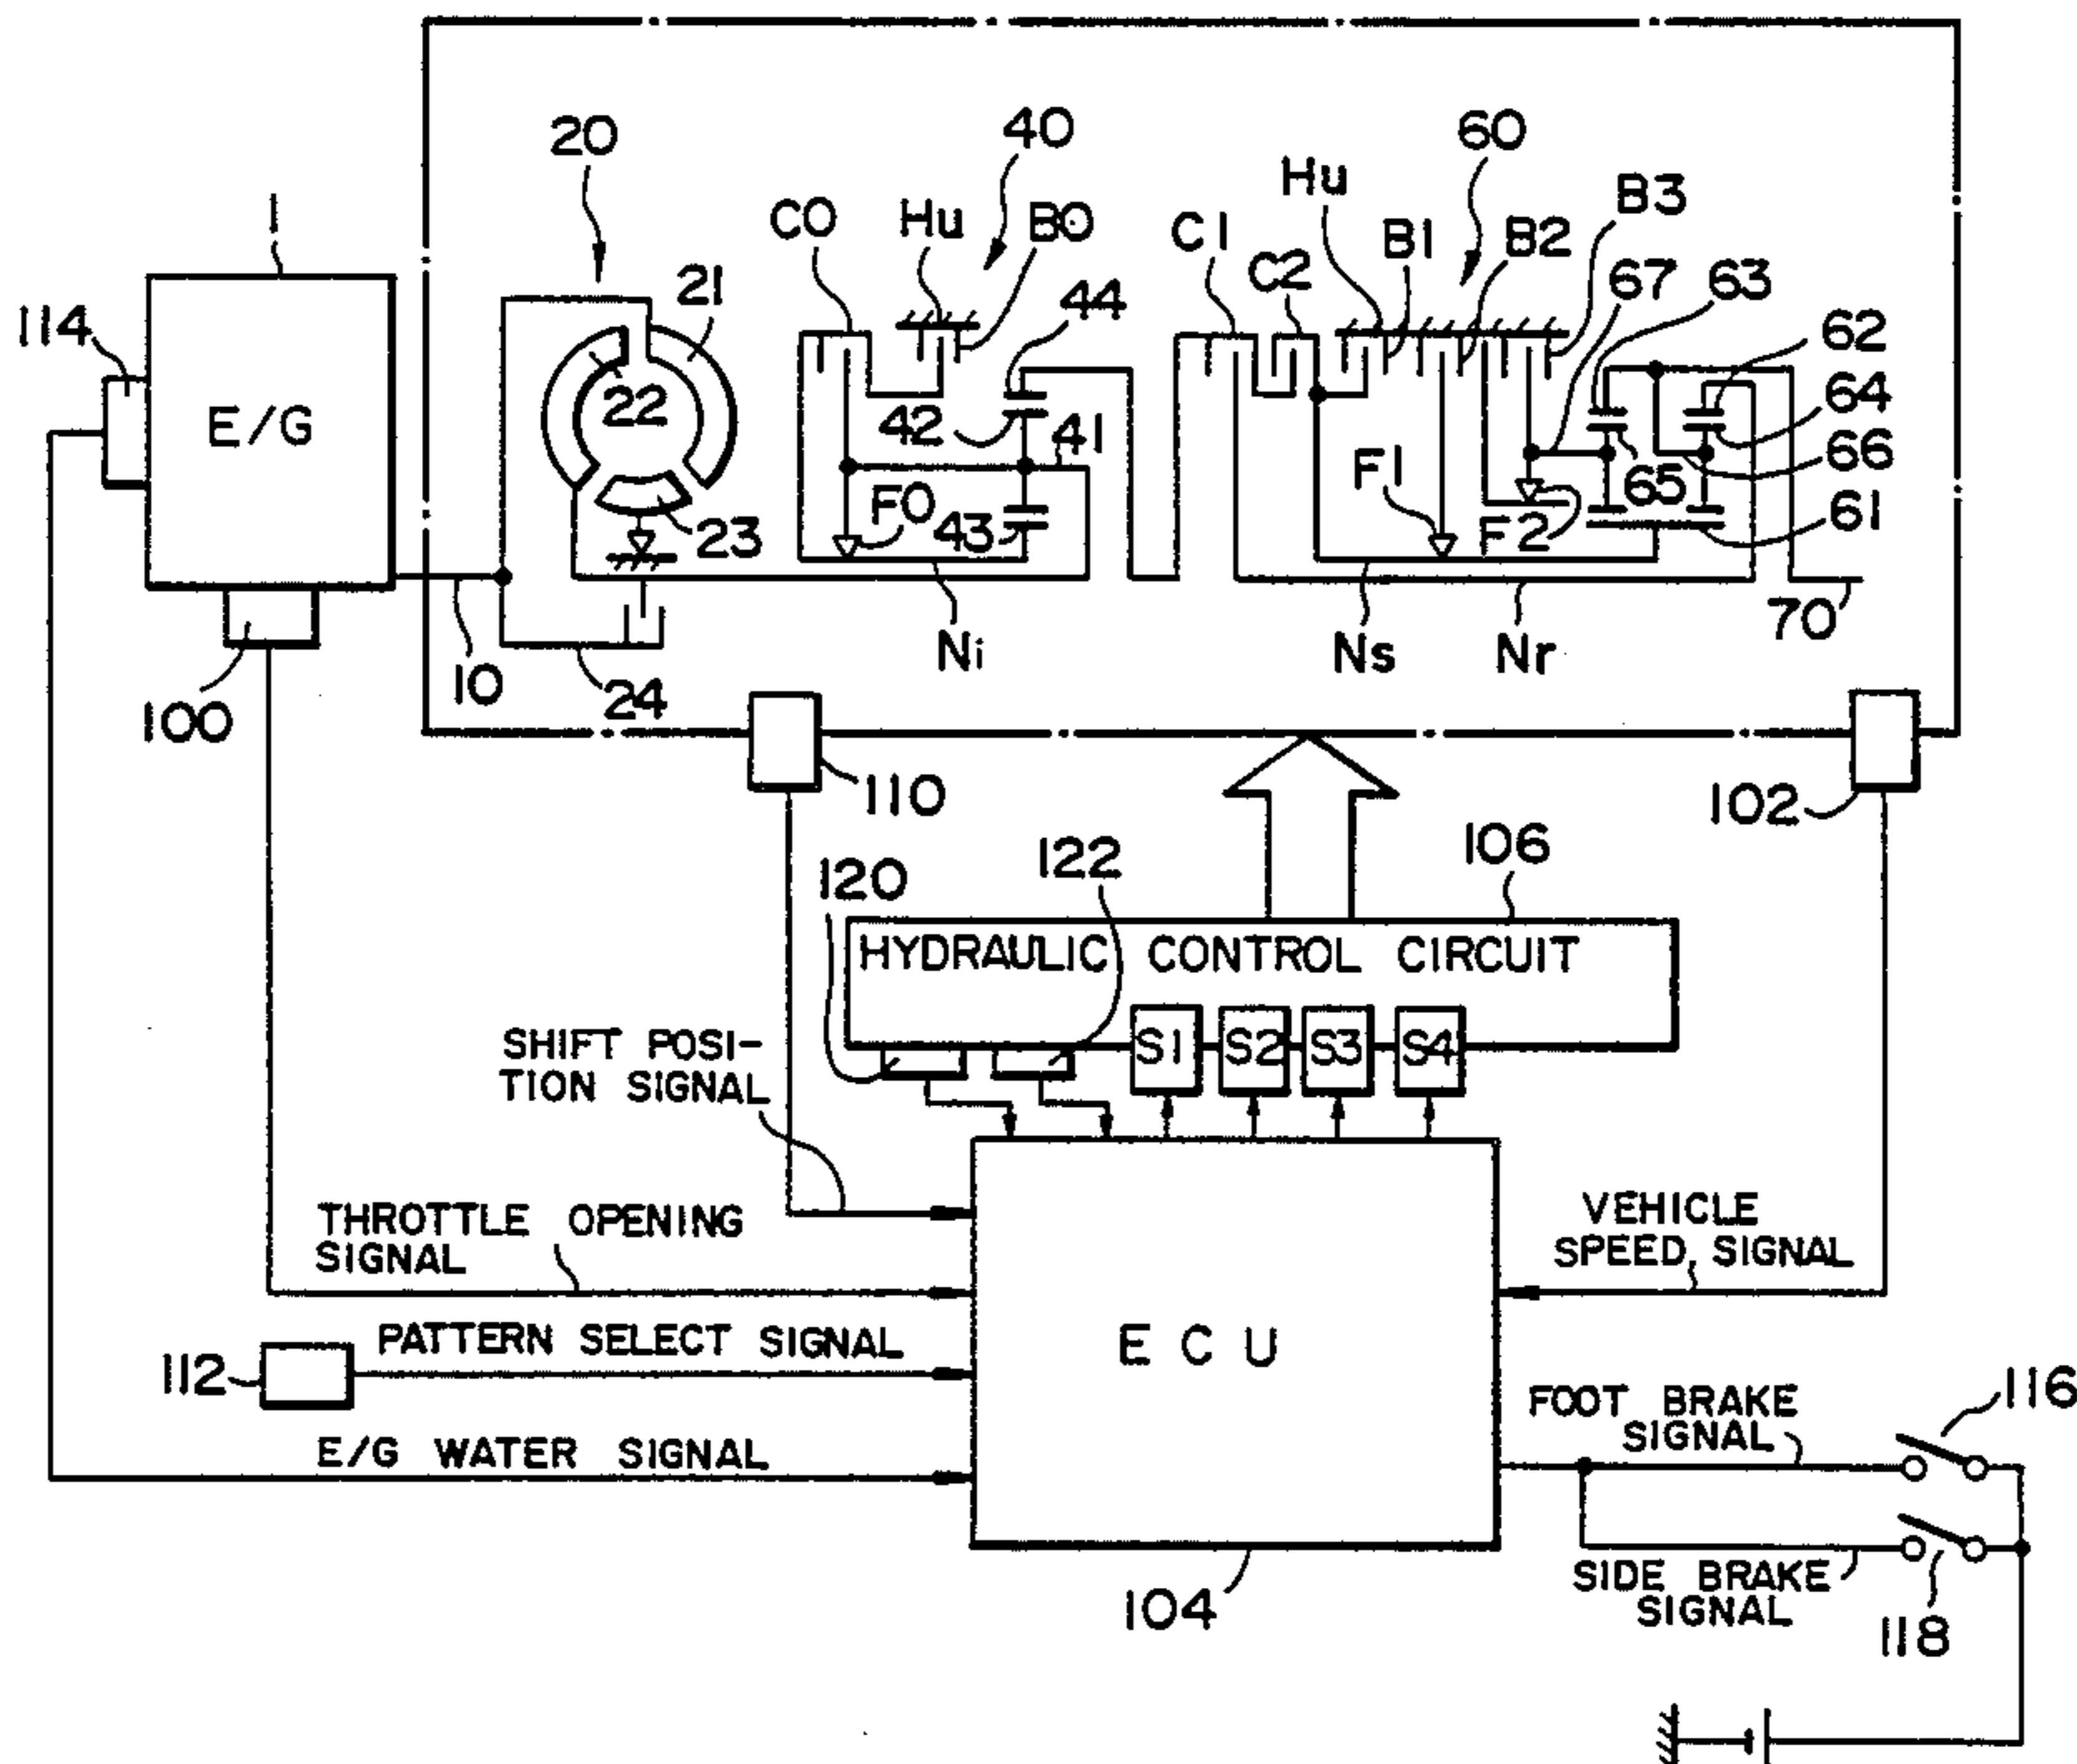 20
40
60
Hu
B3
1
C0
Hu
B0
C1
B1
B2
C2
21
44
67
63
62
114
E/G
22
42
41
64
F1
65
66
F0
43
23
F2
61
10
Ni
Ns
Nr
70
24
100
110
102
120
122
106
HYDRAULIC CONTROL CIRCUIT
S1
S2
S3
S4
SHIFT POSI-
TION SIGNAL
THROTTLE OPENING
SIGNAL
VEHICLE
SPEED SIGNAL
PATTERN SELECT SIGNAL
112
ECU
E/G WATER SIGNAL
FOOT BRAKE
SIGNAL
116
SIDE BRAKE
SIGNAL
118
104